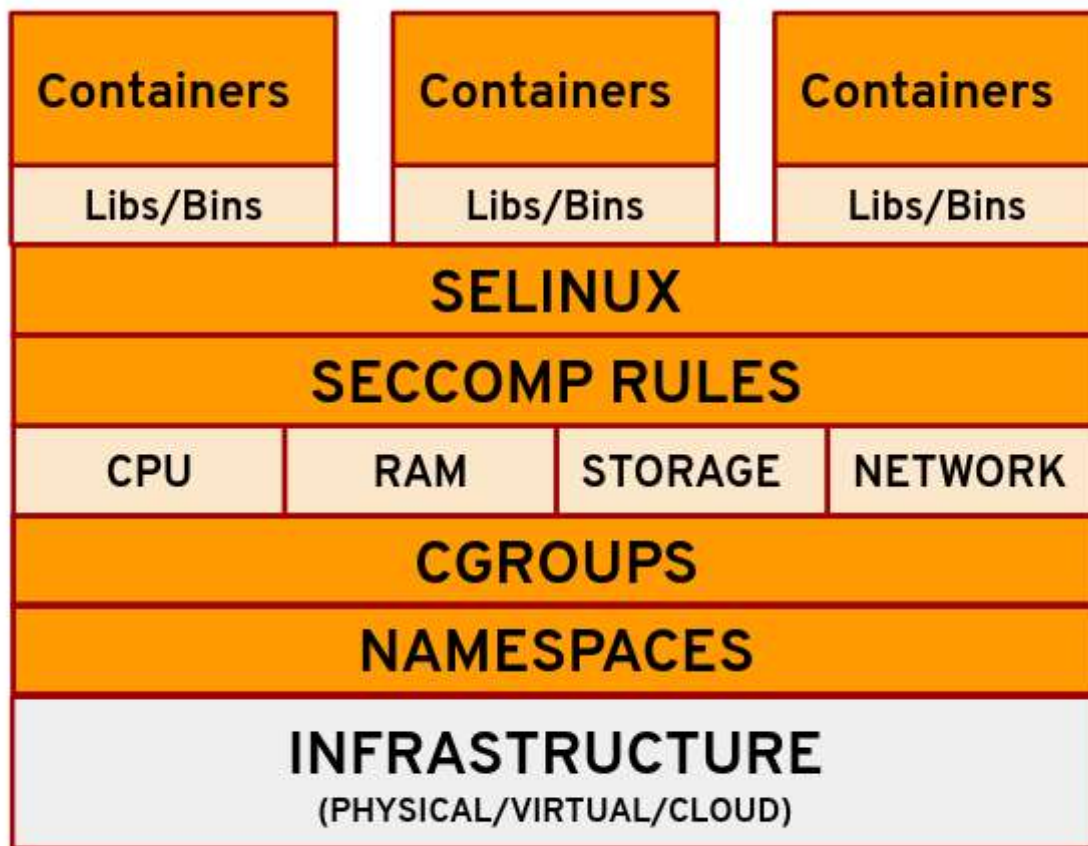 Containers Containers Containers
Libs/Bins Libs/Bins Libs/Bins
SELINUX
SECCOMP RULES
CPU RAM STORAGE NETWORK
CGROUPS
NAMESPACES
INFRASTRUCTURE
(PHYSICAL/VIRTUAL/CLOUD)